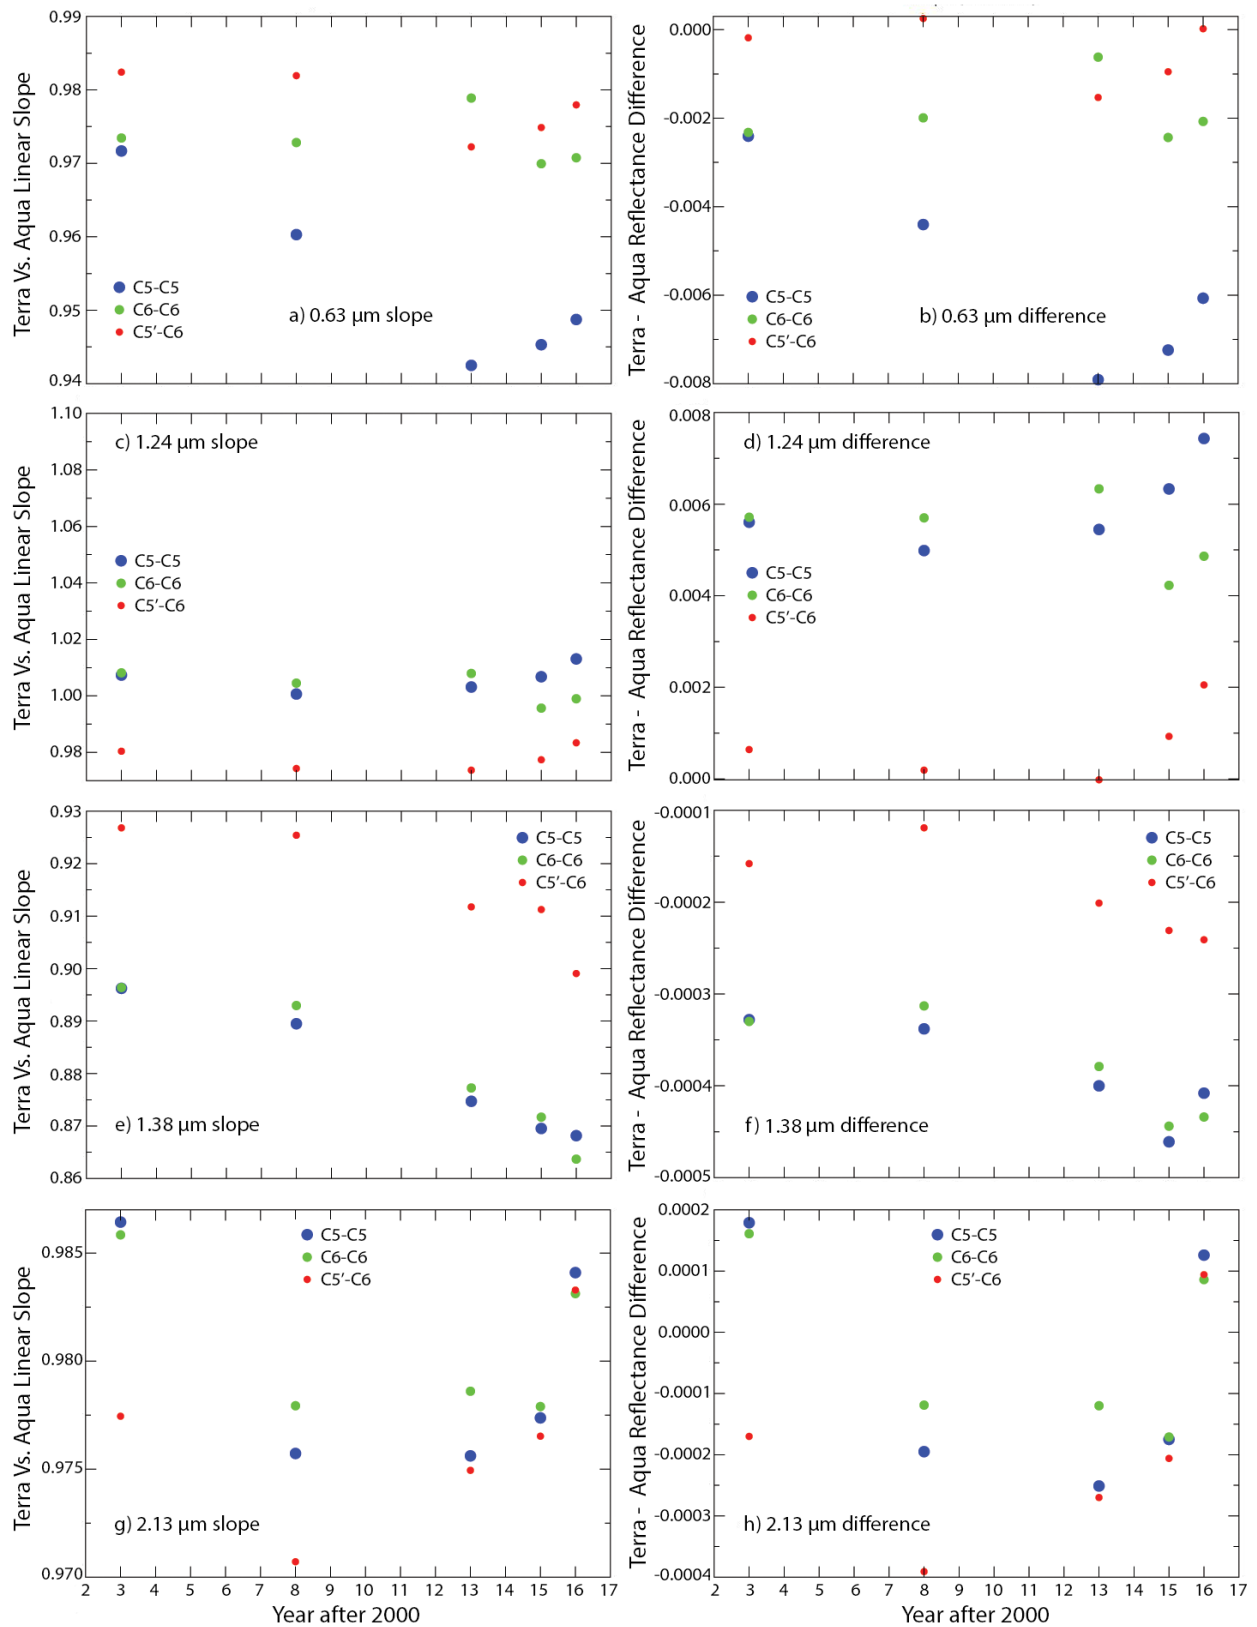 0.99
0.98
0.97
0.96
0.95
0.94
Terra Vs. Aqua Linear Slope
C5-C5
C6-C6
C5′-C6
a) 0.63 μm slope
0.000
-0.002
-0.004
-0.006
-0.008
Terra - Aqua Reflectance Difference
C5-C5
C6-C6
C5′-C6
b) 0.63 μm difference
1.10
1.08
1.06
1.04
1.02
1.00
0.98
Terra Vs. Aqua Linear Slope
c) 1.24 μm slope
C5-C5
C6-C6
C5′-C6
0.008
0.006
0.004
0.002
0.000
Terra - Aqua Reflectance Difference
d) 1.24 μm difference
C5-C5
C6-C6
C5′-C6
0.93
0.92
0.91
0.90
0.89
0.88
0.87
0.86
Terra Vs. Aqua Linear Slope
C5-C5
C6-C6
C5′-C6
e) 1.38 μm slope
-0.0001
-0.0002
-0.0003
-0.0004
-0.0005
Terra - Aqua Reflectance Difference
C5-C5
C6-C6
C5′-C6
f) 1.38 μm difference
0.985
0.980
0.975
0.970
Terra Vs. Aqua Linear Slope
C5-C5
C6-C6
C5′-C6
g) 2.13 μm slope
2 3 4 5 6 7 8 9 10 11 12 13 14 15 16 17
Year after 2000
0.0002
0.0001
0.0000
-0.0001
-0.0002
-0.0003
-0.0004
Terra - Aqua Reflectance Difference
C5-C5
C6-C6
C5′-C6
h) 2.13 μm difference
2 3 4 5 6 7 8 9 10 11 12 13 14 15 16 17
Year after 2000